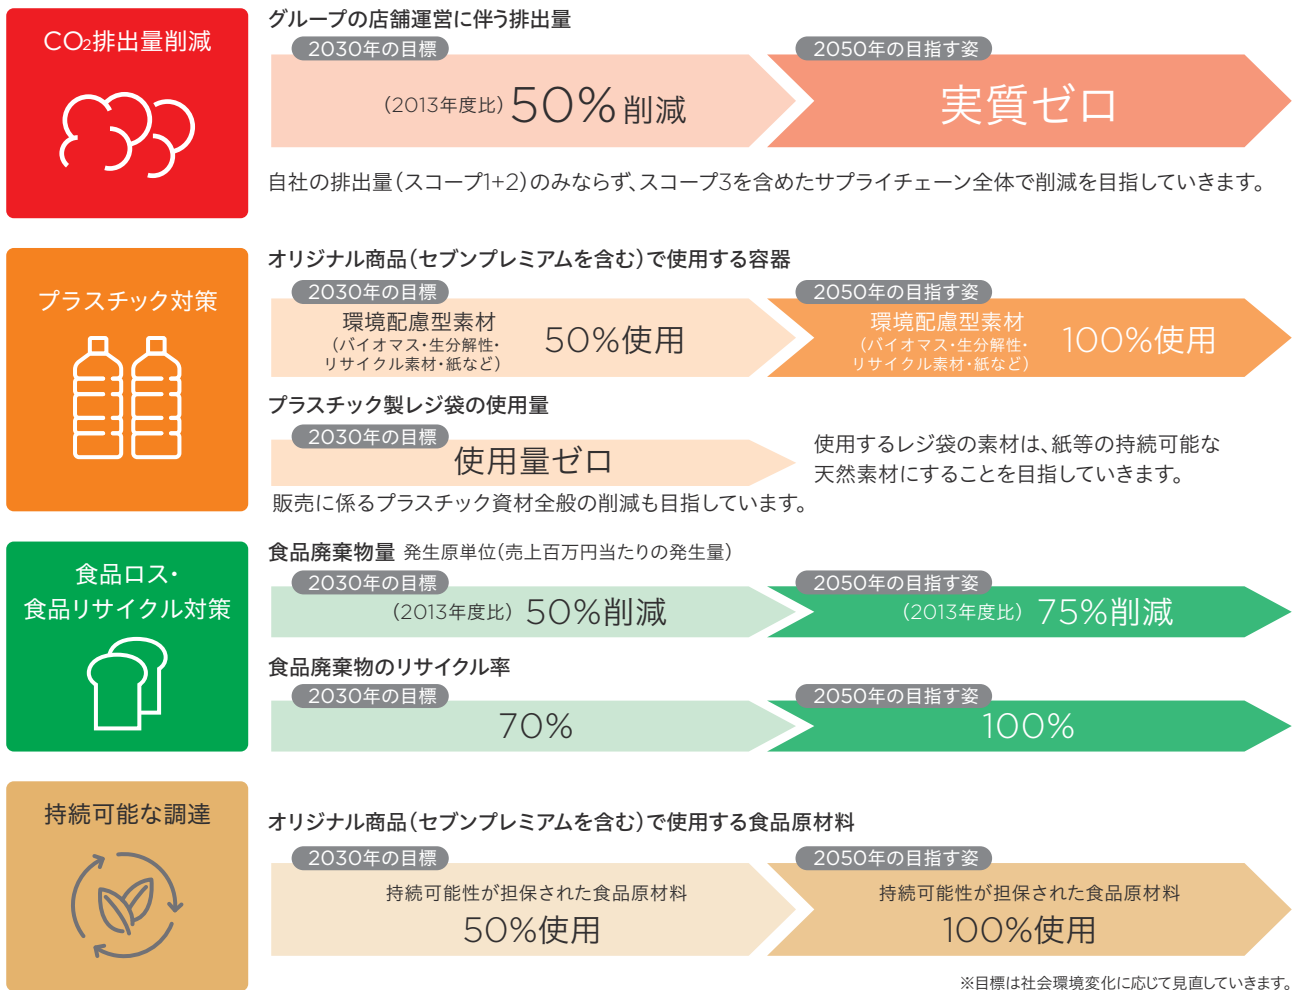 CO₂排出量削減
グループの店舗運営に伴う排出量
2030年の目標
(2013年度比) 50% 削減
2050年の目指す姿
実質ゼロ
自社の排出量(スコープ1+2)のみならず、スコープ3を含めたサプライチェーン全体で削減を目指していきます。
プラスチック対策
オリジナル商品(セブンプレミアムを含む)で使用する容器
2030年の目標
環境配慮型素材
(バイオマス・生分解性・
リサイクル素材・紙など)
50%使用
2050年の目指す姿
環境配慮型素材
(バイオマス・生分解性・
リサイクル素材・紙など)
100%使用
プラスチック製レジ袋の使用量
2030年の目標
使用量ゼロ
使用するレジ袋の素材は、紙等の持続可能な
天然素材にすることを目指していきます。
販売に係るプラスチック資材全般の削減も目指しています。
食品ロス・
食品リサイクル対策
食品廃棄物量 発生原単位(売上百万円当たりの発生量)
2030年の目標
(2013年度比) 50%削減
2050年の目指す姿
(2013年度比) 75%削減
食品廃棄物のリサイクル率
2030年の目標
70%
2050年の目指す姿
100%
持続可能な調達
オリジナル商品(セブンプレミアムを含む)で使用する食品原材料
2030年の目標
持続可能性が担保された食品原材料
50%使用
2050年の目指す姿
持続可能性が担保された食品原材料
100%使用
※目標は社会環境変化に応じて見直していきます。